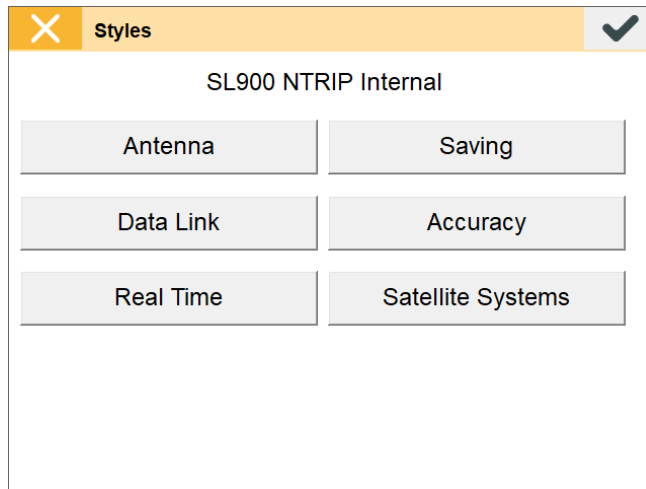 Styles
SL900 NTRIP Internal
Antenna
Saving
Data Link
Accuracy
Real Time
Satellite Systems